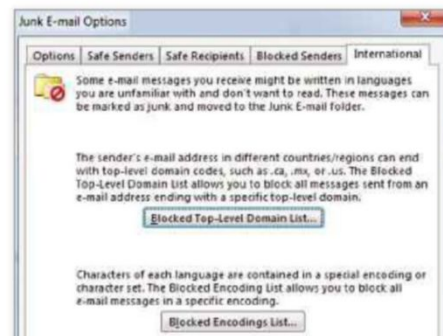 Junk E-mail Options
Options Safe Senders Safe Recipients Blocked Senders International
Some e-mail messages you receive might be written in languages
you are unfamiliar with and don't want to read. These messages can
be marked as junk and moved to the Junk E-mail folder.
The sender's e-mail address in different countries/regions can end
with top-level domain codes, such as .ca, .mx, or .us. The Blocked
Top-Level Domain List allows you to block all messages sent from an
e-mail address ending with a specific top-level domain.
Blocked Top-Level Domain List...
Characters of each language are contained in a special encoding or
character set. The Blocked Encoding List allows you to block all
e-mail messages in a specific encoding.
Blocked Encodings List...